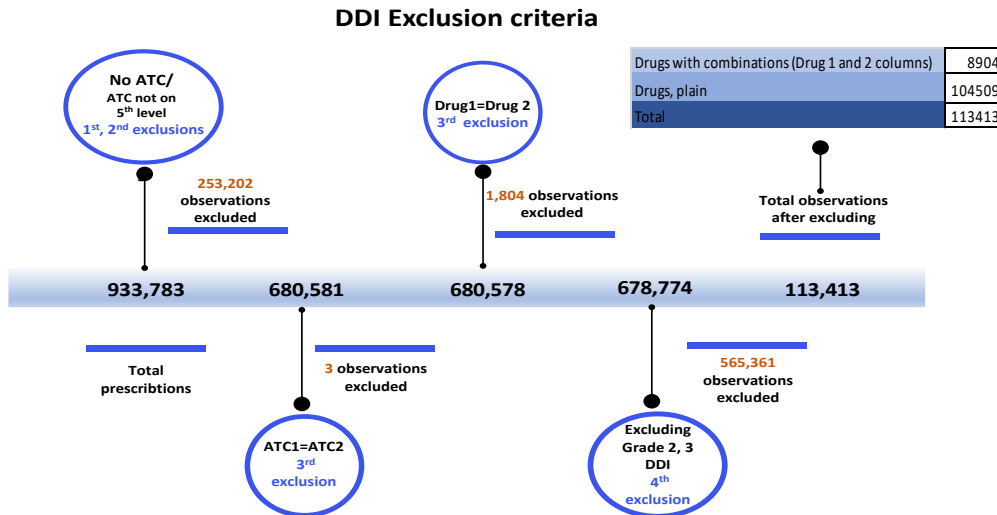 DDI Exclusion criteria
No ATC/
ATC not on
5th level
1st, 2nd exclusions
Drug1=Drug 2
3rd exclusion
Drugs with combinations (Drug 1 and 2 columns) 8904
Drugs, plain 104509
Total 113413
253,202
observations
excluded
1,804 observations
excluded
Total observations
after excluding
933,783 680,581 680,578 678,774 113,413
Total
prescribtions
3 observations
excluded
565,361
observations
excluded
ATC1=ATC2
3rd
exclusion
Excluding
Grade 2, 3
DDI
4th
exclusion